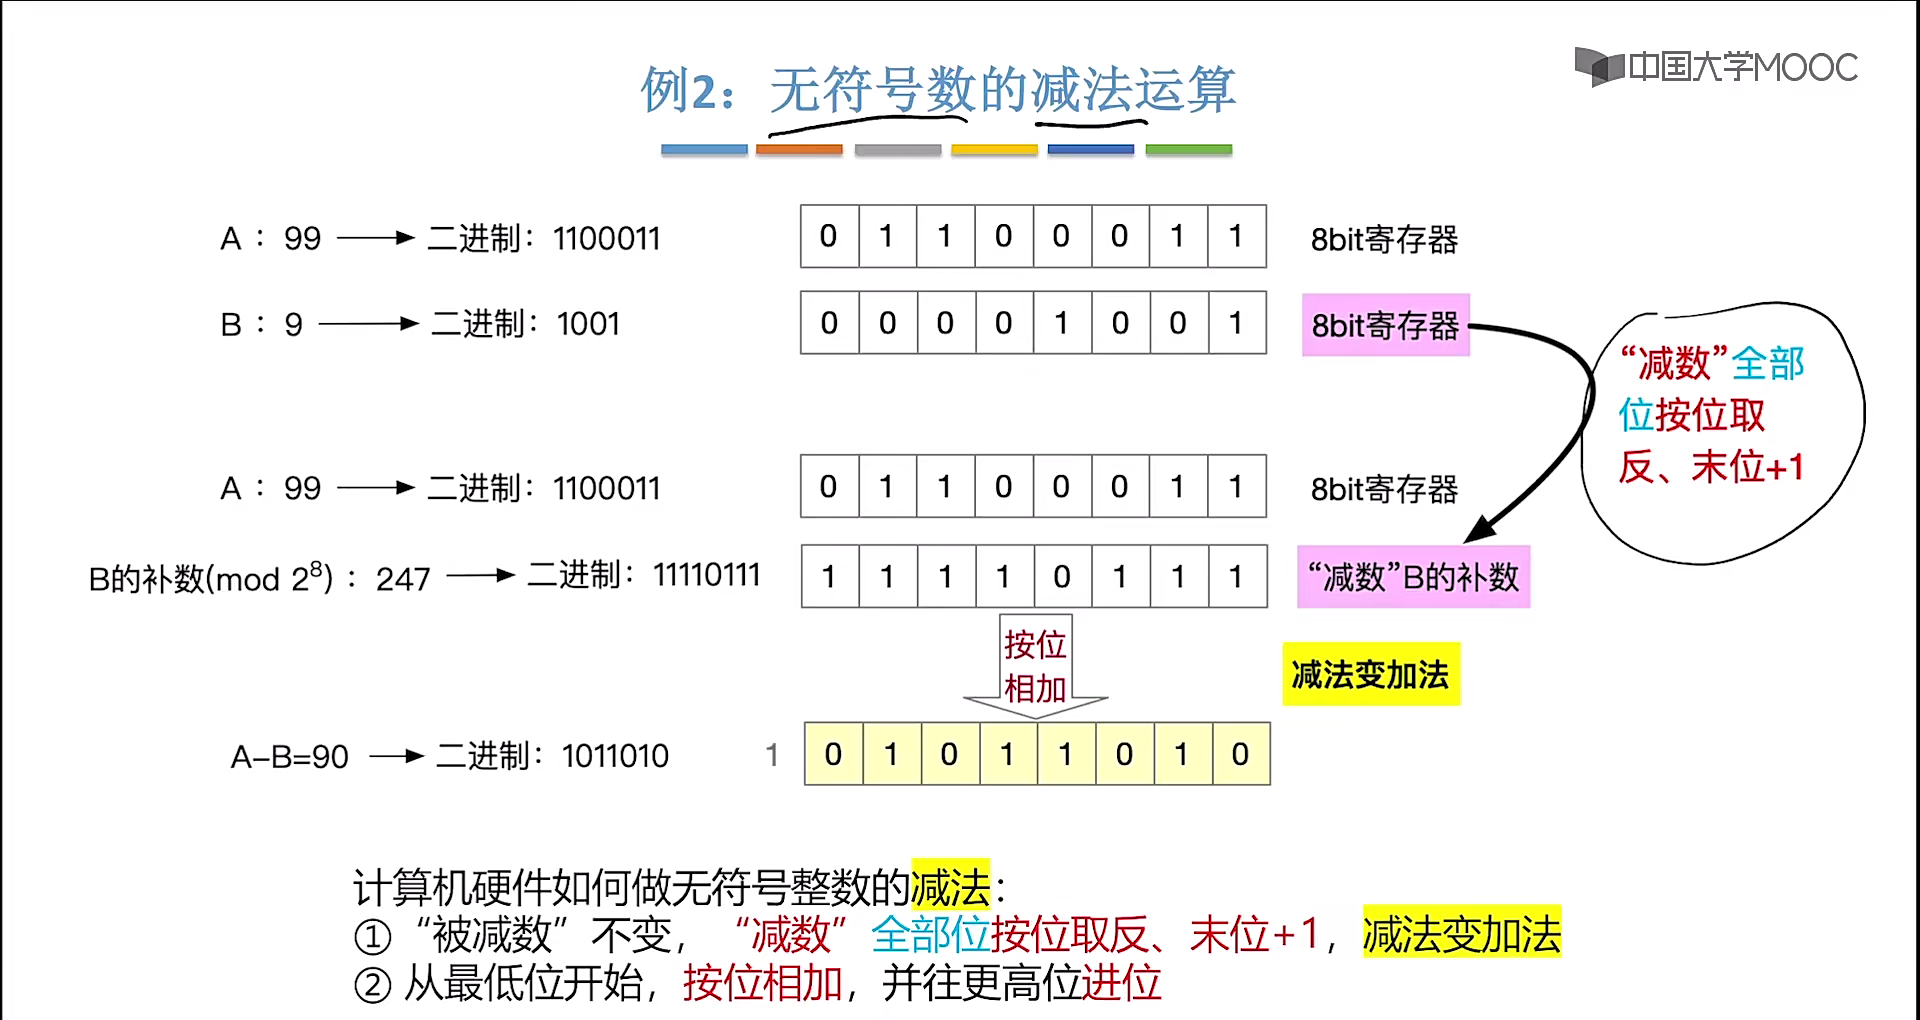 中国大学MOOC
例2：无符号数的减法运算
A：99 → 二进制：1100011 0 1 1 0 0 0 1 1 8bit寄存器
B：9 → 二进制：1001 0 0 0 0 1 0 0 1 8bit寄存器
“减数”全部
位按位取
反、末位+1
A：99 → 二进制：1100011 0 1 1 0 0 0 1 1 8bit寄存器
B的补数(mod 2⁸)：247 → 二进制：11110111 1 1 1 1 0 1 1 1 “减数”B的补数
按位
相加
减法变加法
A-B=90 → 二进制：1011010 1 0 1 0 1 1 0 1 0
计算机硬件如何做无符号整数的减法：
① “被减数”不变，“减数”全部位按位取反、末位+1，减法变加法
② 从最低位开始，按位相加，并往更高位进位